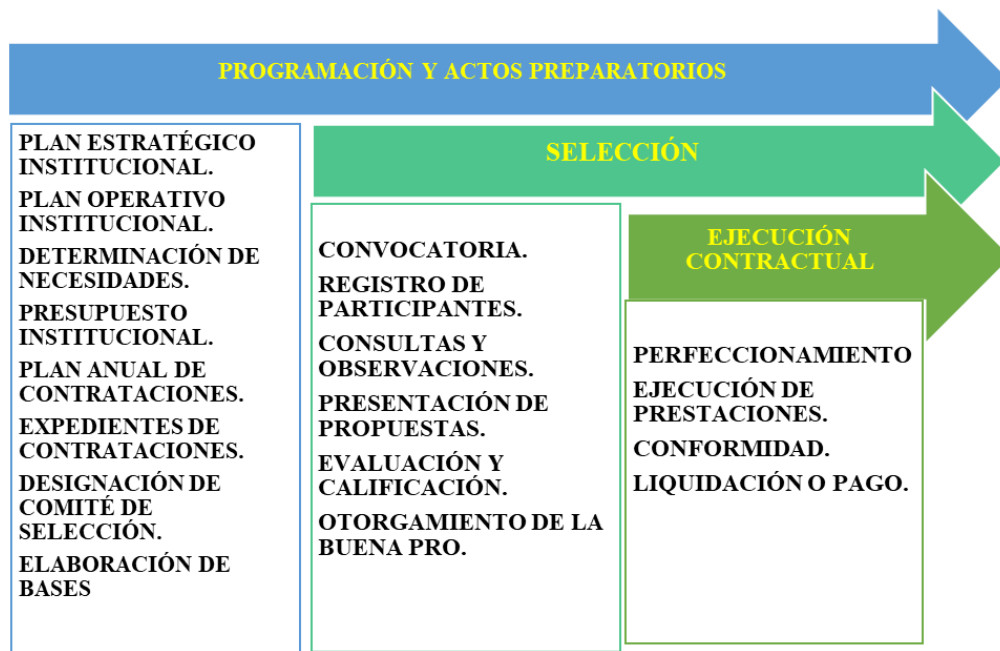 PROGRAMACIÓN Y ACTOS PREPARATORIOS
PLAN ESTRATÉGICO
INSTITUCIONAL.
PLAN OPERATIVO
INSTITUCIONAL.
DETERMINACIÓN DE
NECESIDADES.
PRESUPUESTO
INSTITUCIONAL.
PLAN ANUAL DE
CONTRATACIONES.
EXPEDIENTES DE
CONTRATACIONES.
DESIGNACIÓN DE
COMITÉ DE
SELECCIÓN.
ELABORACIÓN DE
BASES
SELECCIÓN
CONVOCATORIA.
REGISTRO DE
PARTICIPANTES.
CONSULTAS Y
OBSERVACIONES.
PRESENTACIÓN DE
PROPUESTAS.
EVALUACIÓN Y
CALIFICACIÓN.
OTORGAMIENTO DE LA
BUENA PRO.
EJECUCIÓN
CONTRACTUAL
PERFECCIONAMIENTO
EJECUCIÓN DE
PRESTACIONES.
CONFORMIDAD.
LIQUIDACIÓN O PAGO.